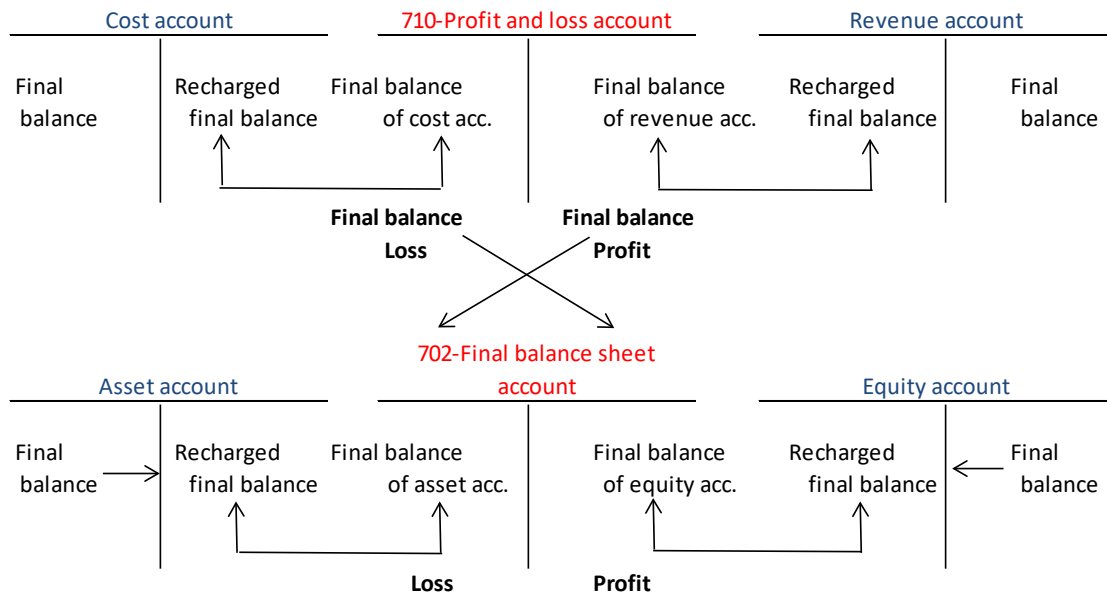 Cost account
710-Profit and loss account
Revenue account
Final
balance
Recharged
final balance
Final balance
of cost acc.
Final balance
of revenue acc.
Recharged
final balance
Final
balance
Final balance
Loss
Final balance
Profit
702-Final balance sheet
account
Asset account
Equity account
Final
balance
Recharged
final balance
Final balance
of asset acc.
Final balance
of equity acc.
Recharged
final balance
Final
balance
Loss
Profit